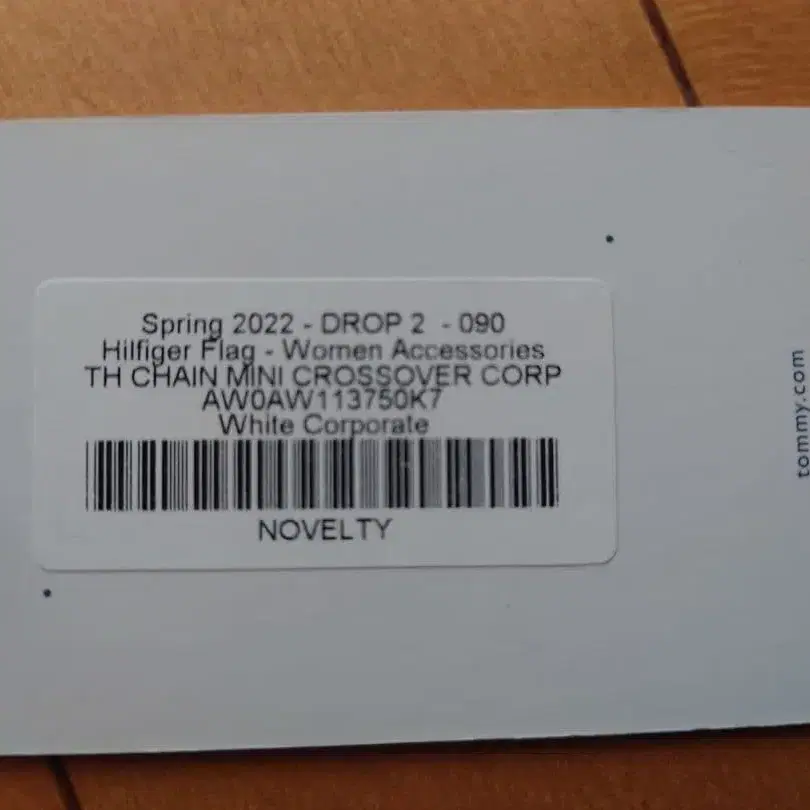 Spring 2022 - DROP 2 - 090
Hilfiger Flag - Women Accessories
TH CHAIN MINI CROSSOVER CORP
AW0AW113750K7
White Corporate
NOVELTY
tommy.com